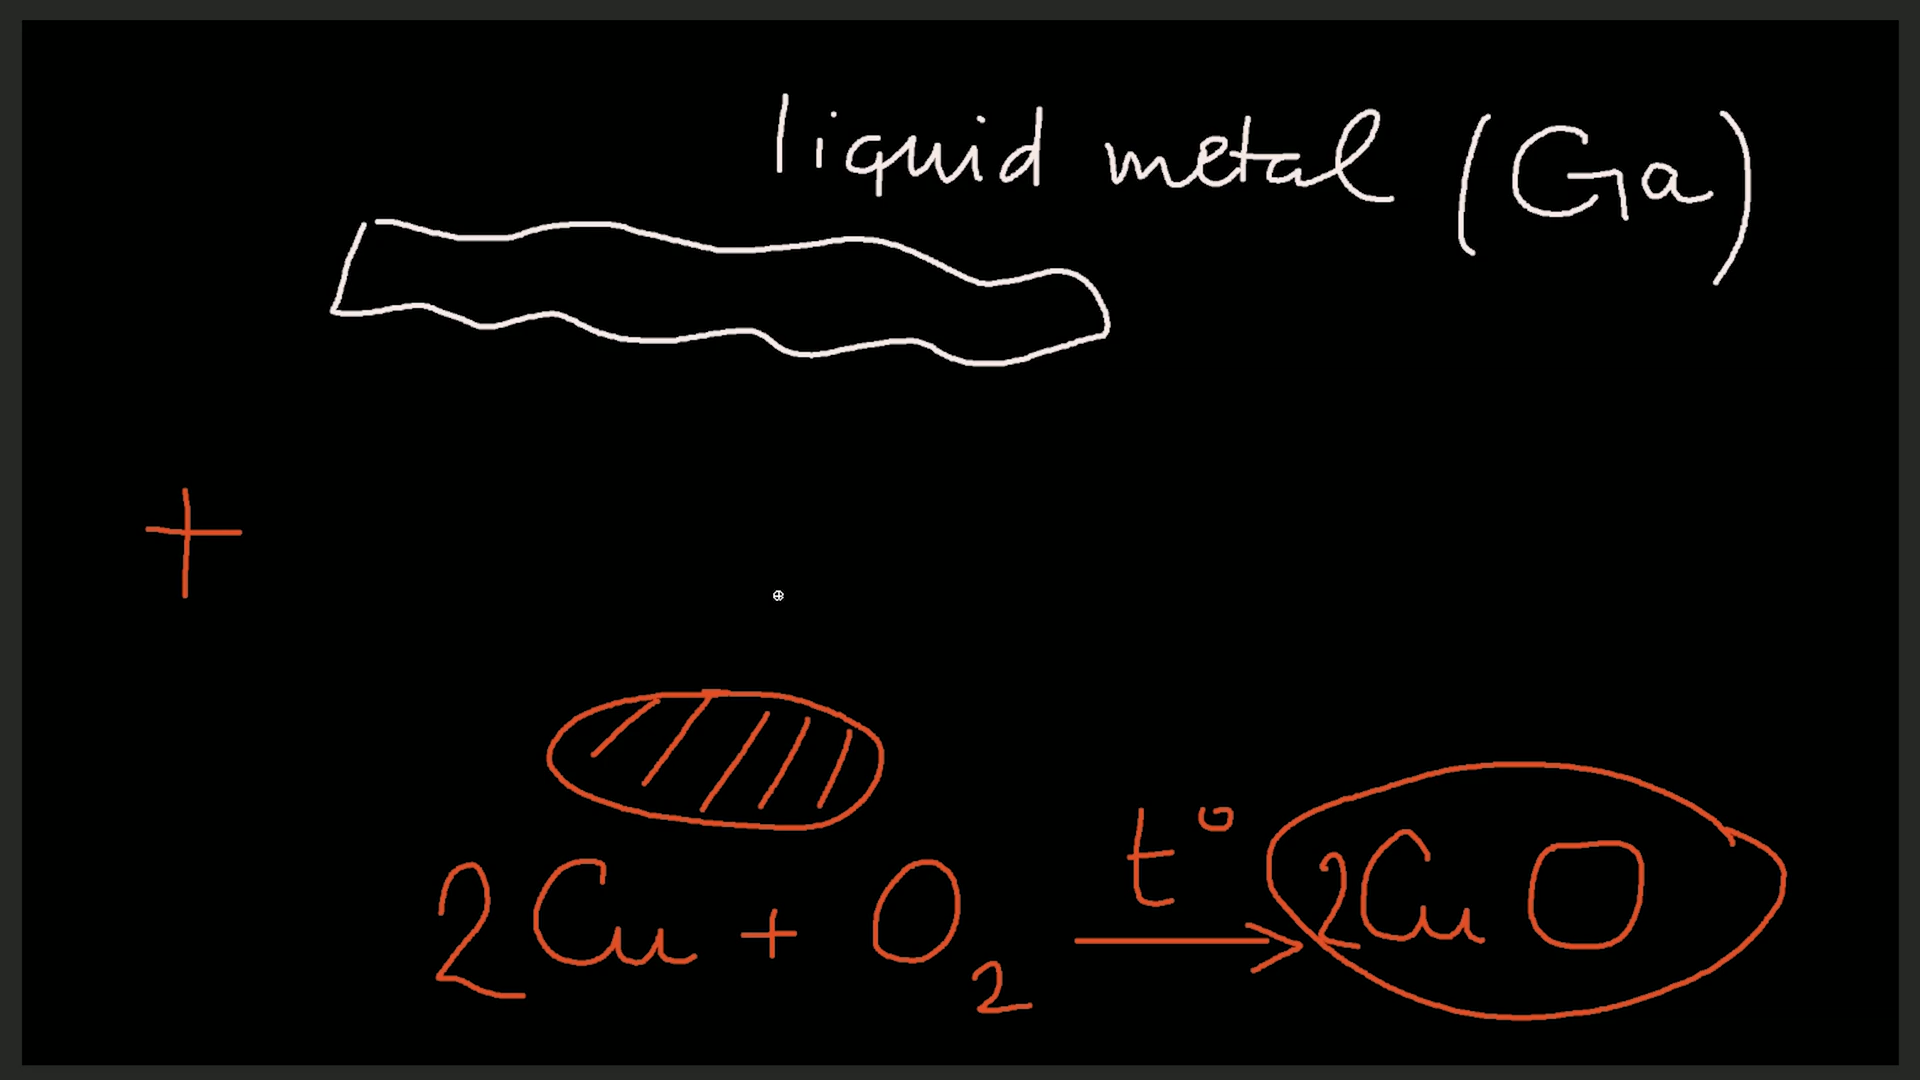 liquid metal (Ga)
+
2Cu + O₂ t° → 2CuO